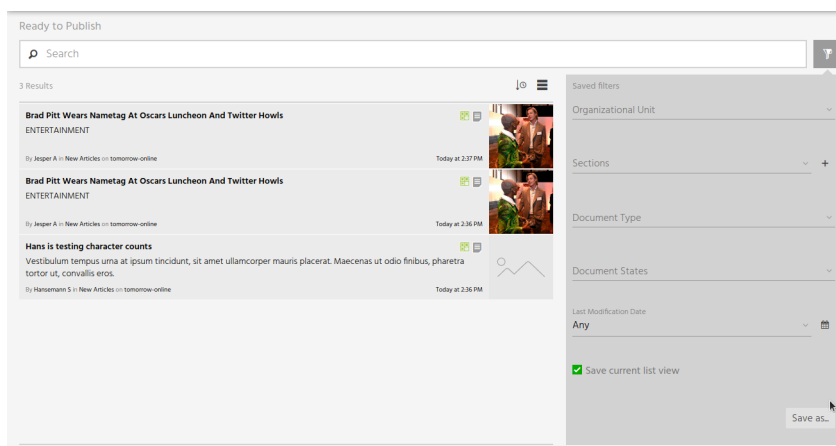 Ready to Publish
Search
3 Results
Brad Pitt Wears Nametag At Oscars Luncheon And Twitter Howls
ENTERTAINMENT
By Jesper A in New Articles on tomorrow-online
Today at 2:37 PM
Brad Pitt Wears Nametag At Oscars Luncheon And Twitter Howls
ENTERTAINMENT
By Jesper A in New Articles on tomorrow-online
Today at 2:36 PM
Hans is testing character counts
Vestibulum tempus urna at ipsum tincidunt, sit amet ullamcorper mauris placerat. Maecenas ut odio finibus, pharetra
tortor ut, convallis eros.
By Hansemann S in New Articles on tomorrow-online
Today at 2:36 PM
Saved filters
Organizational Unit
Sections
Document Type
Document States
Last Modification Date
Any
Save current list view
Save as...